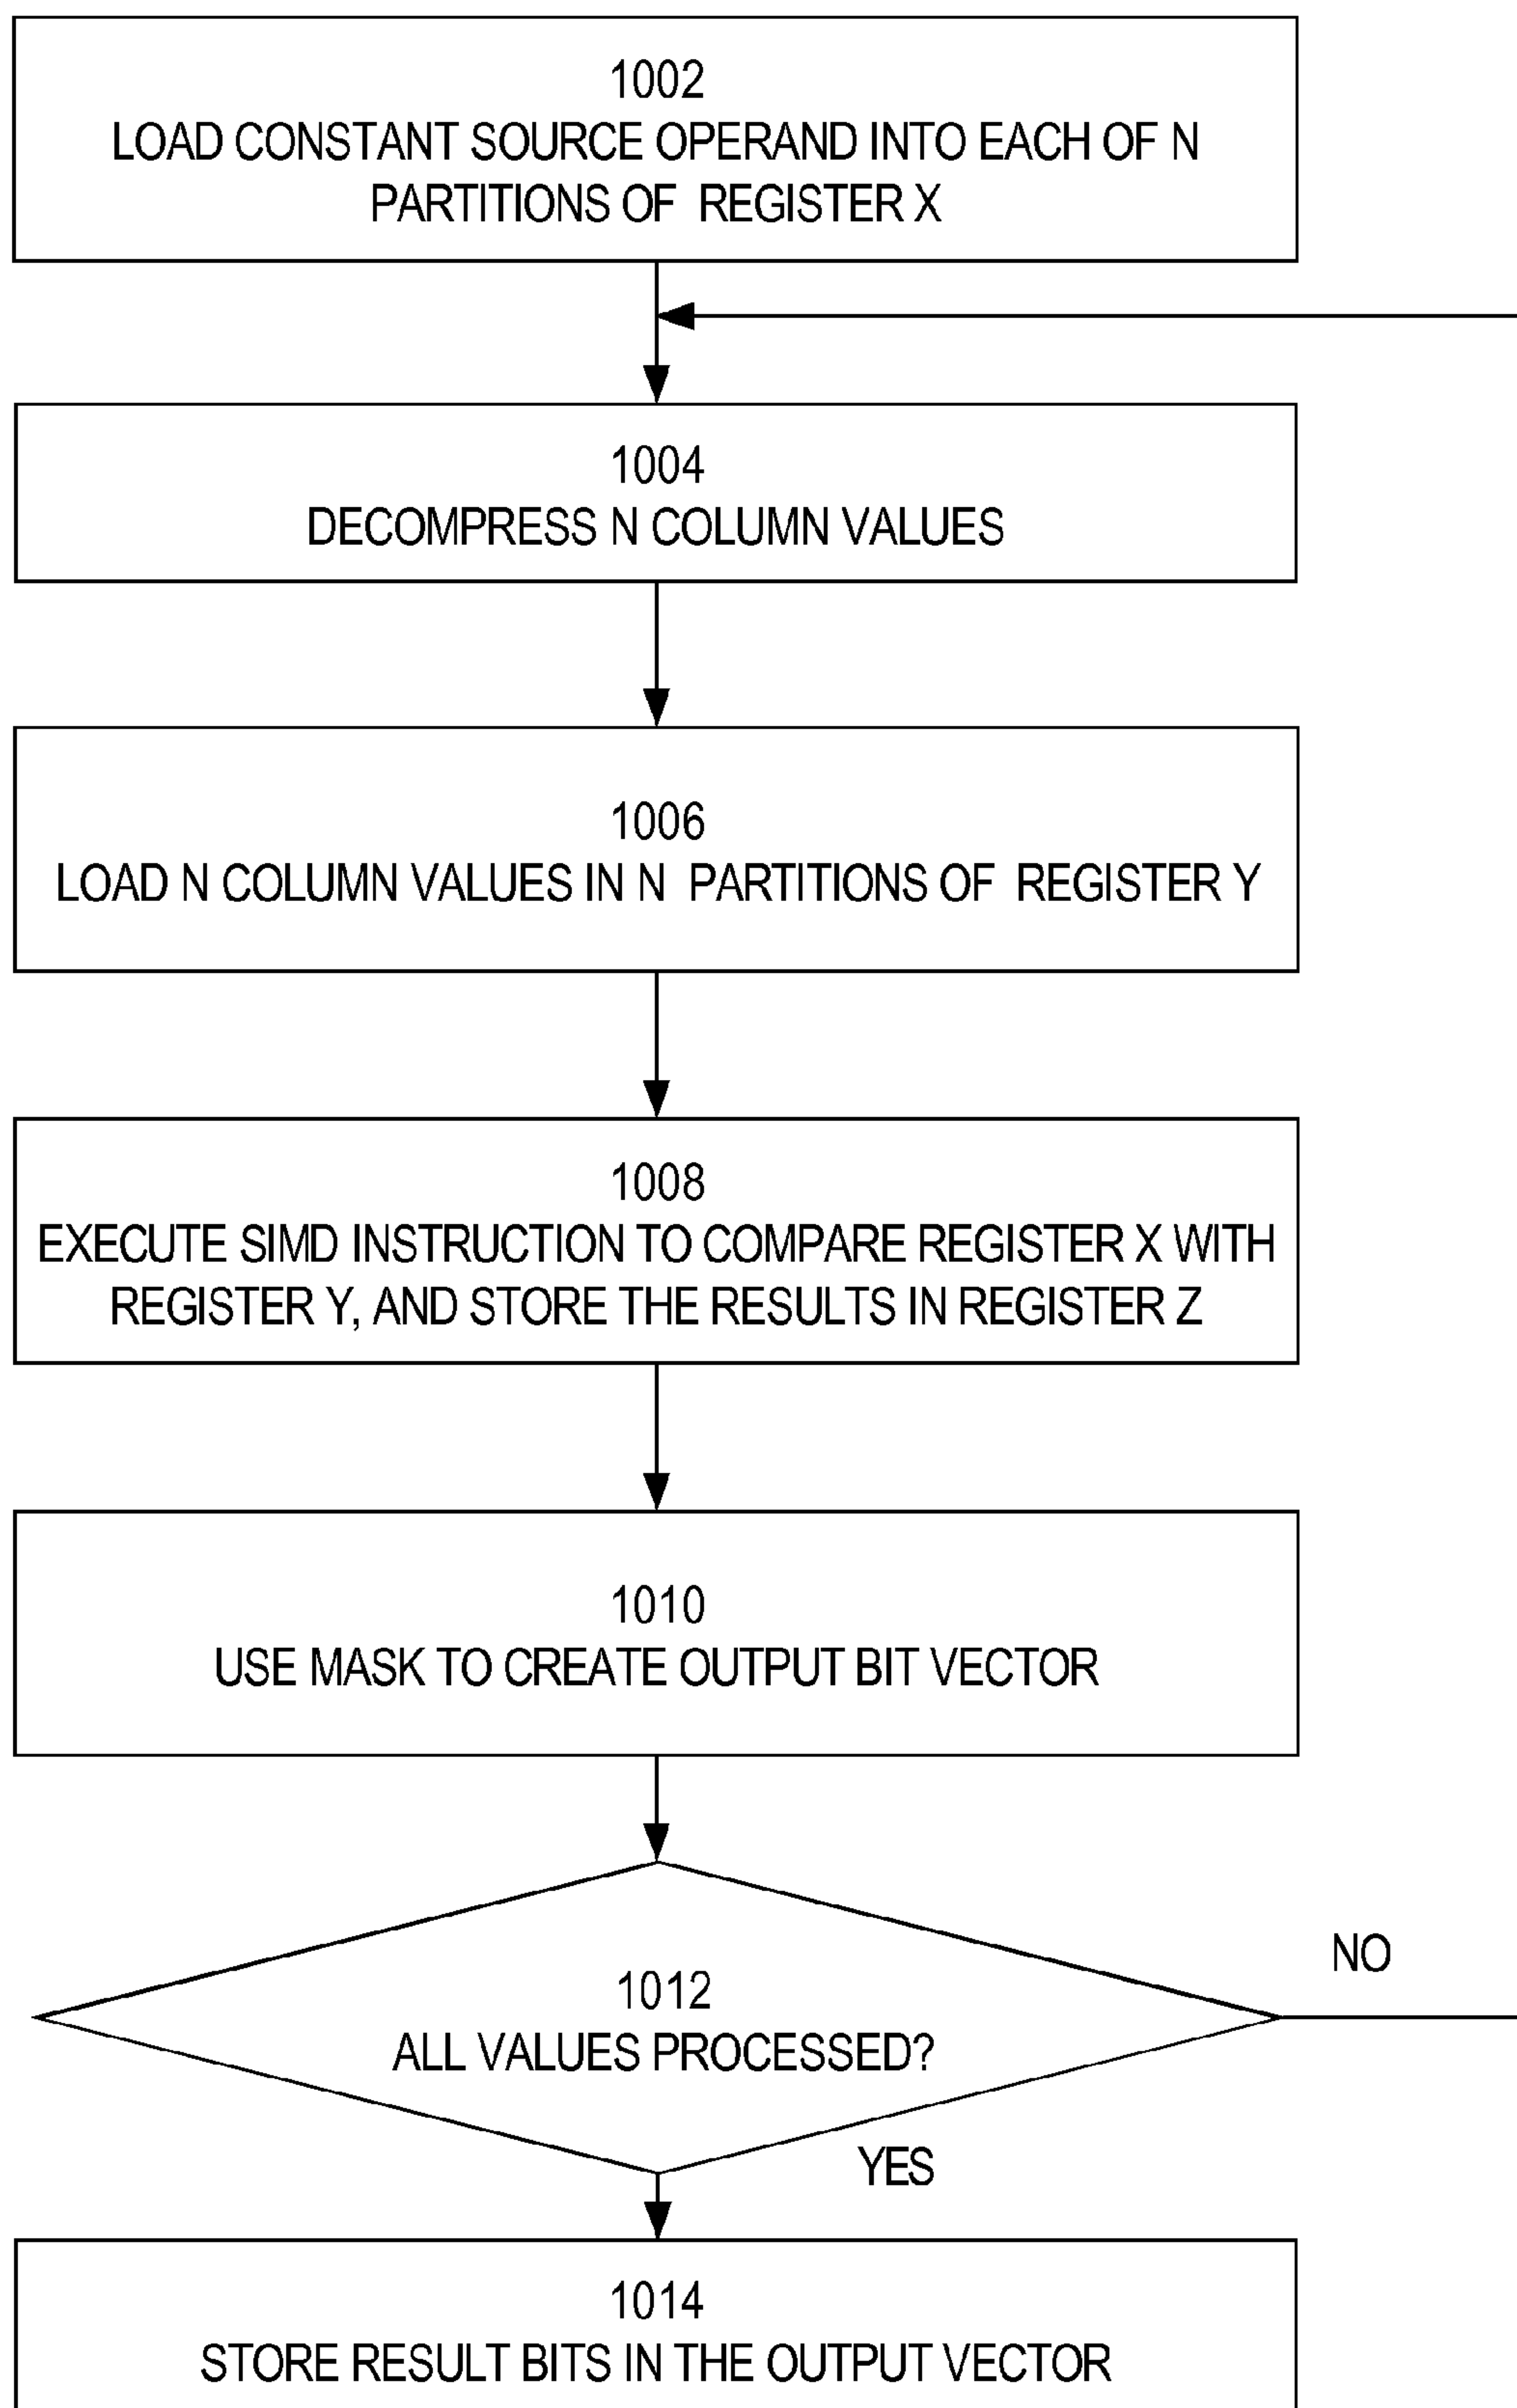 1002
LOAD CONSTANT SOURCE OPERAND INTO EACH OF N
PARTITIONS OF REGISTER X
1004
DECOMPRESS N COLUMN VALUES
1006
LOAD N COLUMN VALUES IN N PARTITIONS OF REGISTER Y
1008
EXECUTE SIMD INSTRUCTION TO COMPARE REGISTER X WITH
REGISTER Y, AND STORE THE RESULTS IN REGISTER Z
1010
USE MASK TO CREATE OUTPUT BIT VECTOR
NO
1012
ALL VALUES PROCESSED?
YES
1014
STORE RESULT BITS IN THE OUTPUT VECTOR